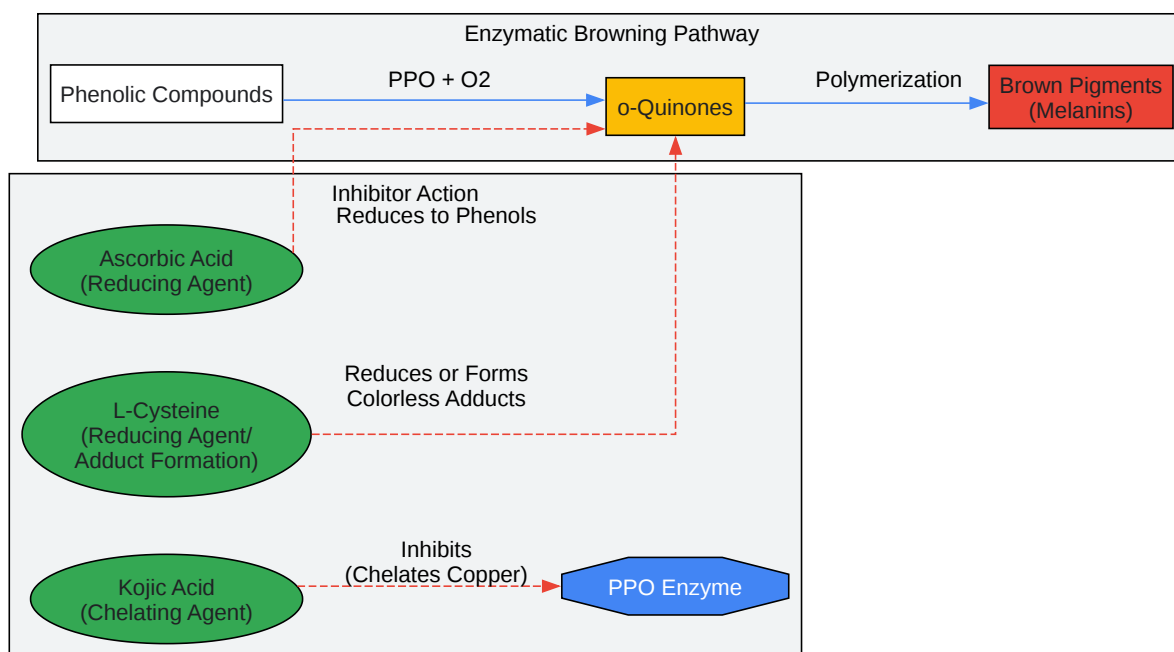 Enzymatic Browning Pathway
Phenolic Compounds
PPO + O2
o-Quinones
Polymerization
Brown Pigments
(Melanins)
Inhibitor Action
Reduces to Phenols
Ascorbic Acid
(Reducing Agent)
Reduces or Forms
Colorless Adducts
L-Cysteine
(Reducing Agent/
Adduct Formation)
Inhibits
(Chelates Copper)
Kojic Acid
(Chelating Agent)
PPO Enzyme